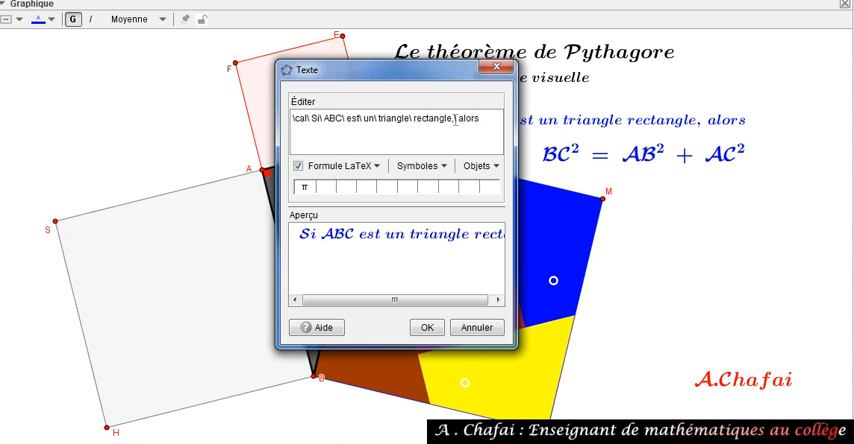 Graphique
A
G
I
Moyenne
Le théorème de Pythagore
e visuelle
st un triangle rectangle, alors
BC² = AB² + AC²
E
F
A
S
H
B
M
Texte
Éditer
\cal\ Si\ ABC\ est\ un\ triangle\ rectangle,\ alors
Formule LaTeX
Symboles
Objets
π
Aperçu
Si ABC est un triangle rect
Aide
OK
Annuler
A.Chafai
A . Chafai : Enseignant de mathématiques au collège